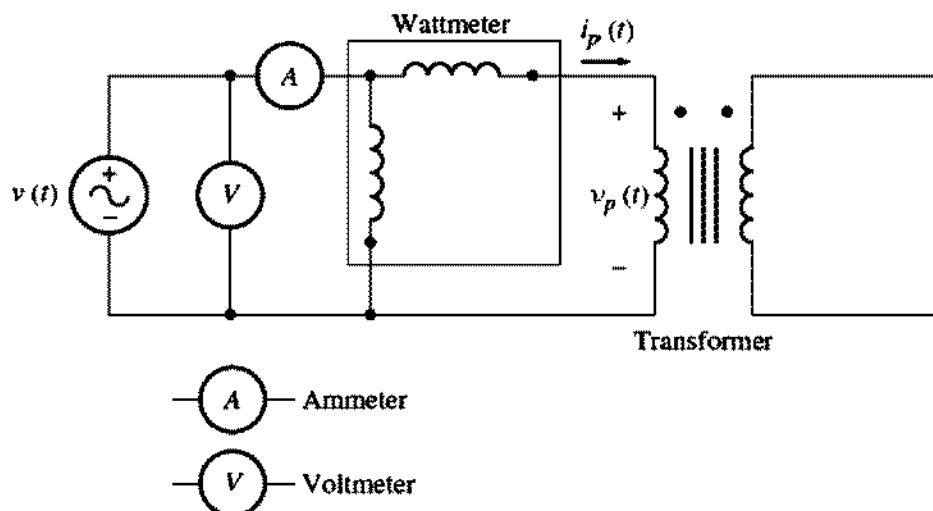 Wattmeter
i_p (t)
A
+
v (t)
+
−
V
v_p (t)
−
Transformer
A Ammeter
V Voltmeter